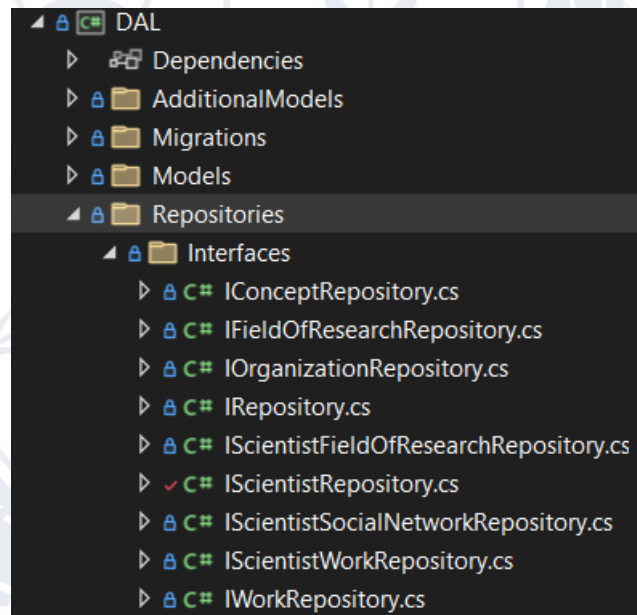 C# DAL
Dependencies
AdditionalModels
Migrations
Models
Repositories
Interfaces
C# IConceptRepository.cs
C# IFieldOfResearchRepository.cs
C# IOrganizationRepository.cs
C# IRepository.cs
C# IScientistFieldOfResearchRepository.cs
C# IScientistRepository.cs
C# IScientistSocialNetworkRepository.cs
C# IScientistWorkRepository.cs
C# IWorkRepository.cs